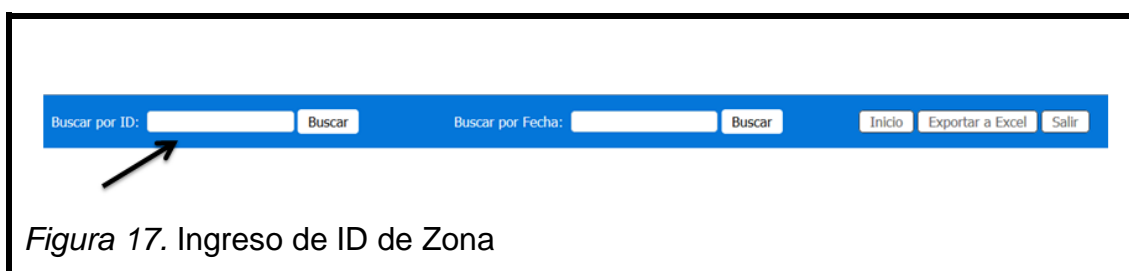 Buscar por ID: Buscar Buscar por Fecha: Buscar Inicio Exportar a Excel Salir
Figura 17. Ingreso de ID de Zona